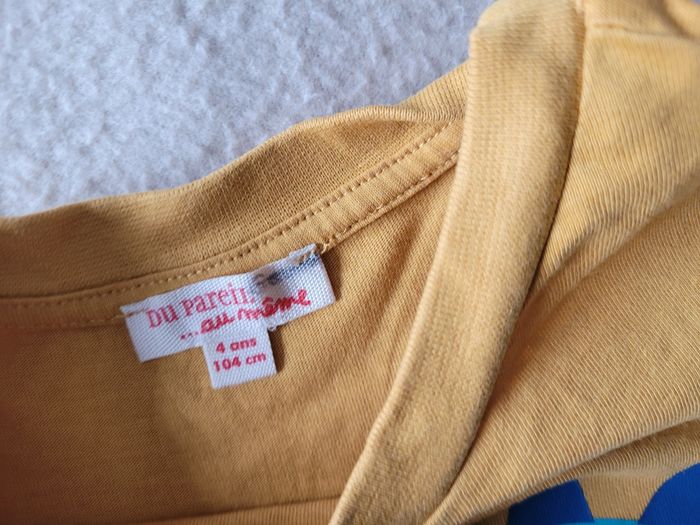 DU PAREIL
...au même
4 ans
104 cm